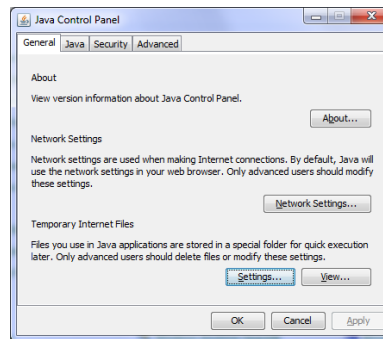 Java Control Panel
General Java Security Advanced
About
View version information about Java Control Panel.
About...
Network Settings
Network settings are used when making Internet connections. By default, Java will
use the network settings in your web browser. Only advanced users should modify
these settings.
Network Settings...
Temporary Internet Files
Files you use in Java applications are stored in a special folder for quick execution
later. Only advanced users should delete files or modify these settings.
Settings... View...
OK Cancel Apply